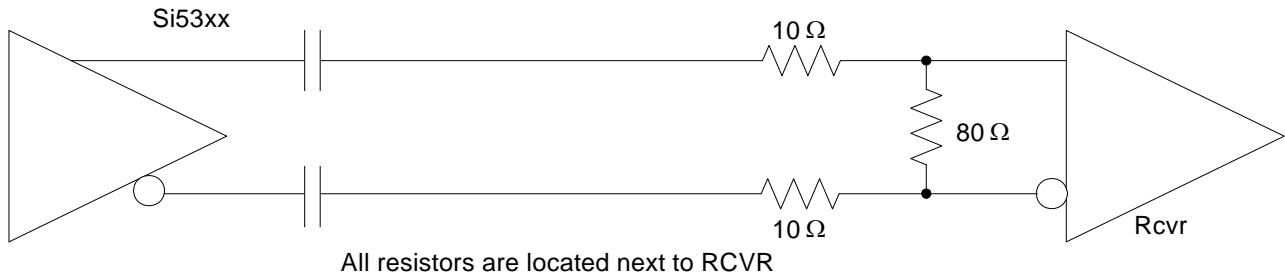 Si53xx
10 Ω
80 Ω
10 Ω
Rcvr
All resistors are located next to RCVR